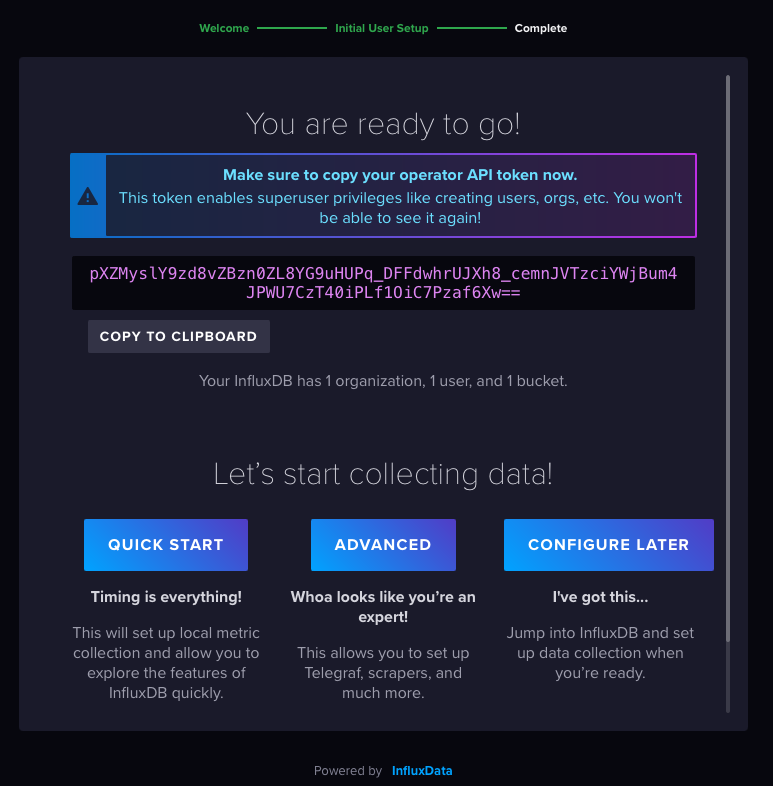 Welcome Initial User Setup Complete
You are ready to go!
Make sure to copy your operator API token now.
This token enables superuser privileges like creating users, orgs, etc. You won't
be able to see it again!
pXZMyslY9zd8vZBzn0ZL8YG9uHUPq_DFFdwhrUJXh8_cemnJVTzciYWjBum4
JPWU7CzT40iPLf1OiC7Pzaf6Xw==
COPY TO CLIPBOARD
Your InfluxDB has 1 organization, 1 user, and 1 bucket.
Let’s start collecting data!
QUICK START
Timing is everything!
This will set up local metric
collection and allow you to
explore the features of
InfluxDB quickly.
ADVANCED
Whoa looks like you’re an
expert!
This allows you to set up
Telegraf, scrapers, and
much more.
CONFIGURE LATER
I've got this...
Jump into InfluxDB and set
up data collection when
you’re ready.
Powered by InfluxData